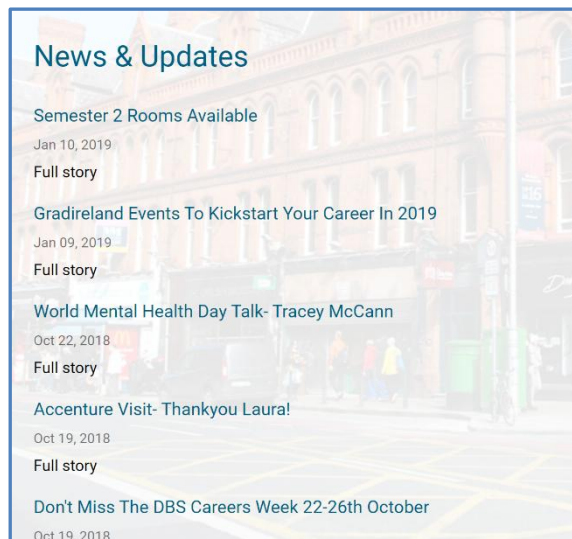 News & Updates
Semester 2 Rooms Available
Jan 10, 2019
Full story
Gradireland Events To Kickstart Your Career In 2019
Jan 09, 2019
Full story
World Mental Health Day Talk- Tracey McCann
Oct 22, 2018
Full story
Accenture Visit- Thankyou Laura!
Oct 19, 2018
Full story
Don't Miss The DBS Careers Week 22-26th October
Oct 19, 2018